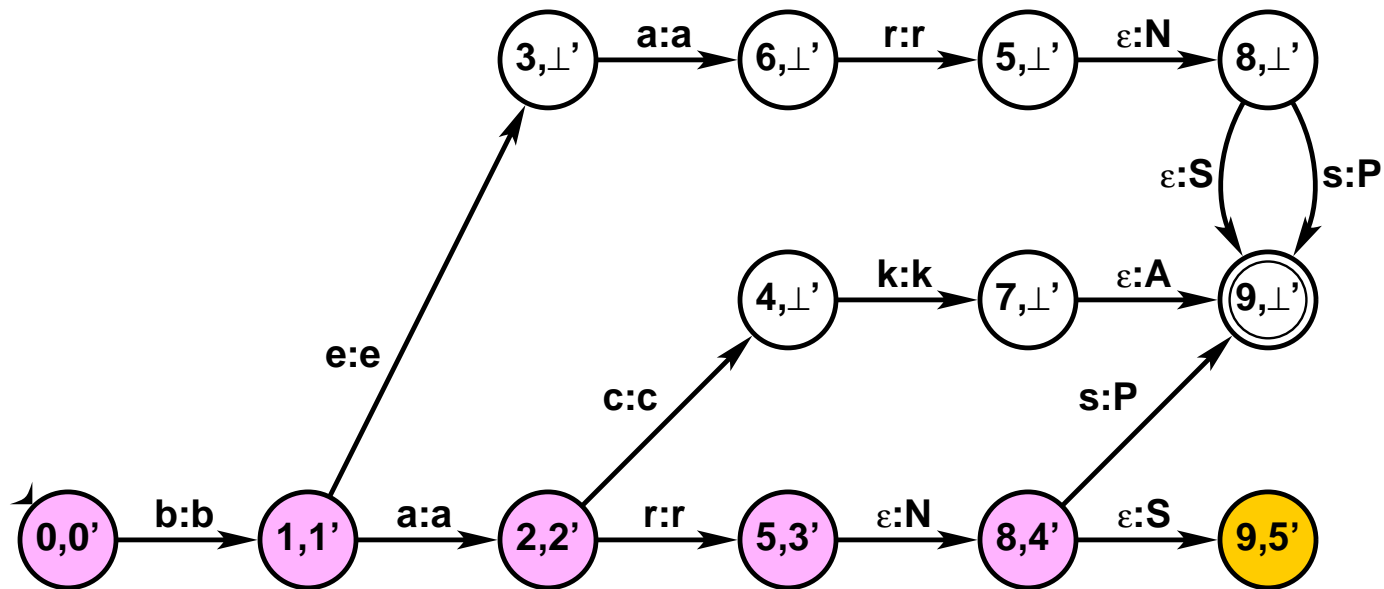 a:a r:r ε:N
3,⊥’ 6,⊥’ 5,⊥’ 8,⊥’
ε:S s:P
k:k ε:A
4,⊥’ 7,⊥’ 9,⊥’
e:e
c:c s:P
b:b a:a r:r ε:N ε:S
0,0’ 1,1’ 2,2’ 5,3’ 8,4’ 9,5’